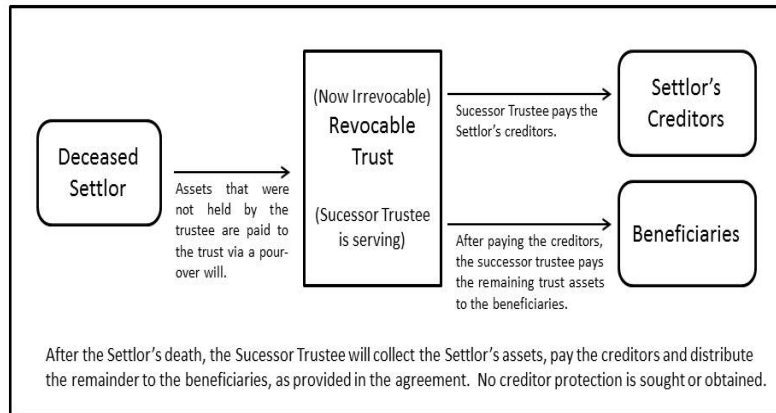 Deceased
Settlor
Assets that were
not held by the
trustee are paid to
the trust via a pour-
over will.
(Now Irrevocable)
Revocable
Trust
(Sucessor Trustee
is serving)
Sucessor Trustee pays the
Settlor’s creditors.
After paying the creditors,
the successor trustee pays
the remaining trust assets
to the beneficiaries.
Settlor’s
Creditors
Beneficiaries
After the Settlor’s death, the Sucessor Trustee will collect the Settlor’s assets, pay the creditors and distribute
the remainder to the beneficiaries, as provided in the agreement. No creditor protection is sought or obtained.